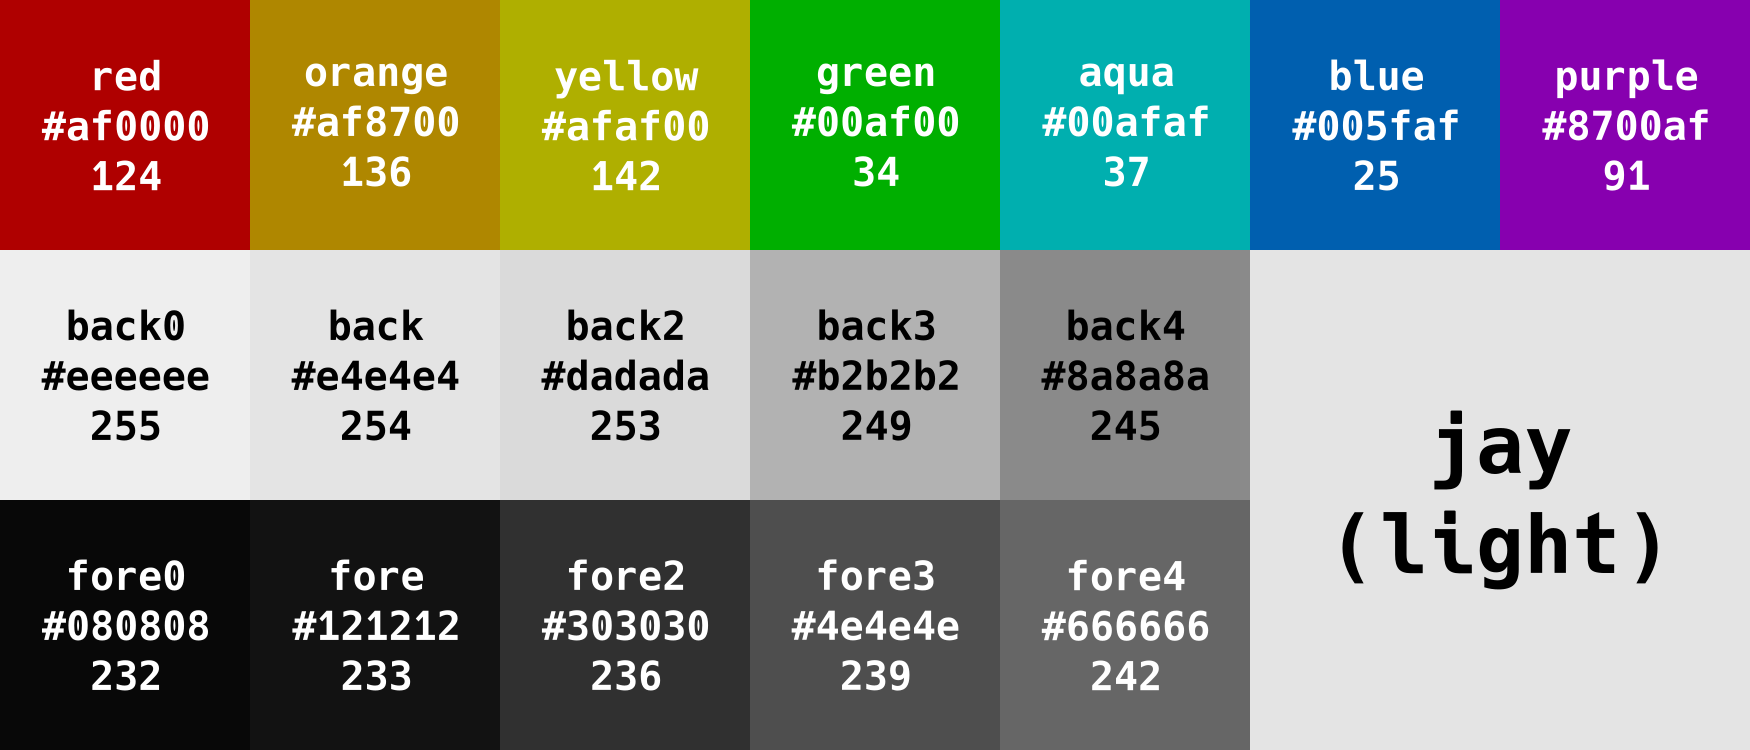 red
#af0000
124
orange
#af8700
136
yellow
#afaf00
142
green
#00af00
34
aqua
#00afaf
37
blue
#005faf
25
purple
#8700af
91
back0
#eeeeee
255
back
#e4e4e4
254
back2
#dadada
253
back3
#b2b2b2
249
back4
#8a8a8a
245
jay
(light)
fore0
#080808
232
fore
#121212
233
fore2
#303030
236
fore3
#4e4e4e
239
fore4
#666666
242